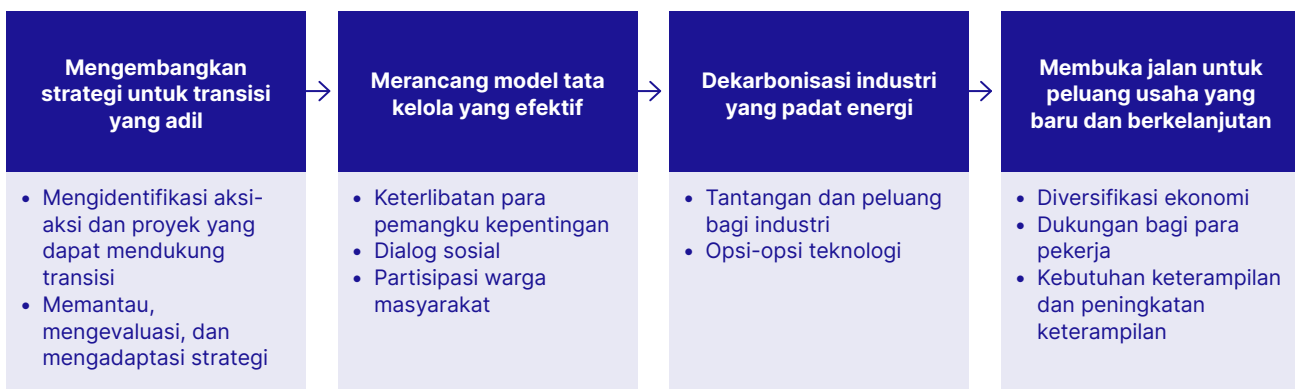 Mengembangkan
strategi untuk transisi
yang adil
• Mengidentifikasi aksi-
aksi dan proyek yang
dapat mendukung
transisi
• Memantau,
mengevaluasi, dan
mengadaptasi strategi
Merancang model tata
kelola yang efektif
• Keterlibatan para
pemangku kepentingan
• Dialog sosial
• Partisipasi warga
masyarakat
Dekarbonisasi industri
yang padat energi
• Tantangan dan peluang
bagi industri
• Opsi-opsi teknologi
Membuka jalan untuk
peluang usaha yang
baru dan berkelanjutan
• Diversifikasi ekonomi
• Dukungan bagi para
pekerja
• Kebutuhan keterampilan
dan peningkatan
keterampilan